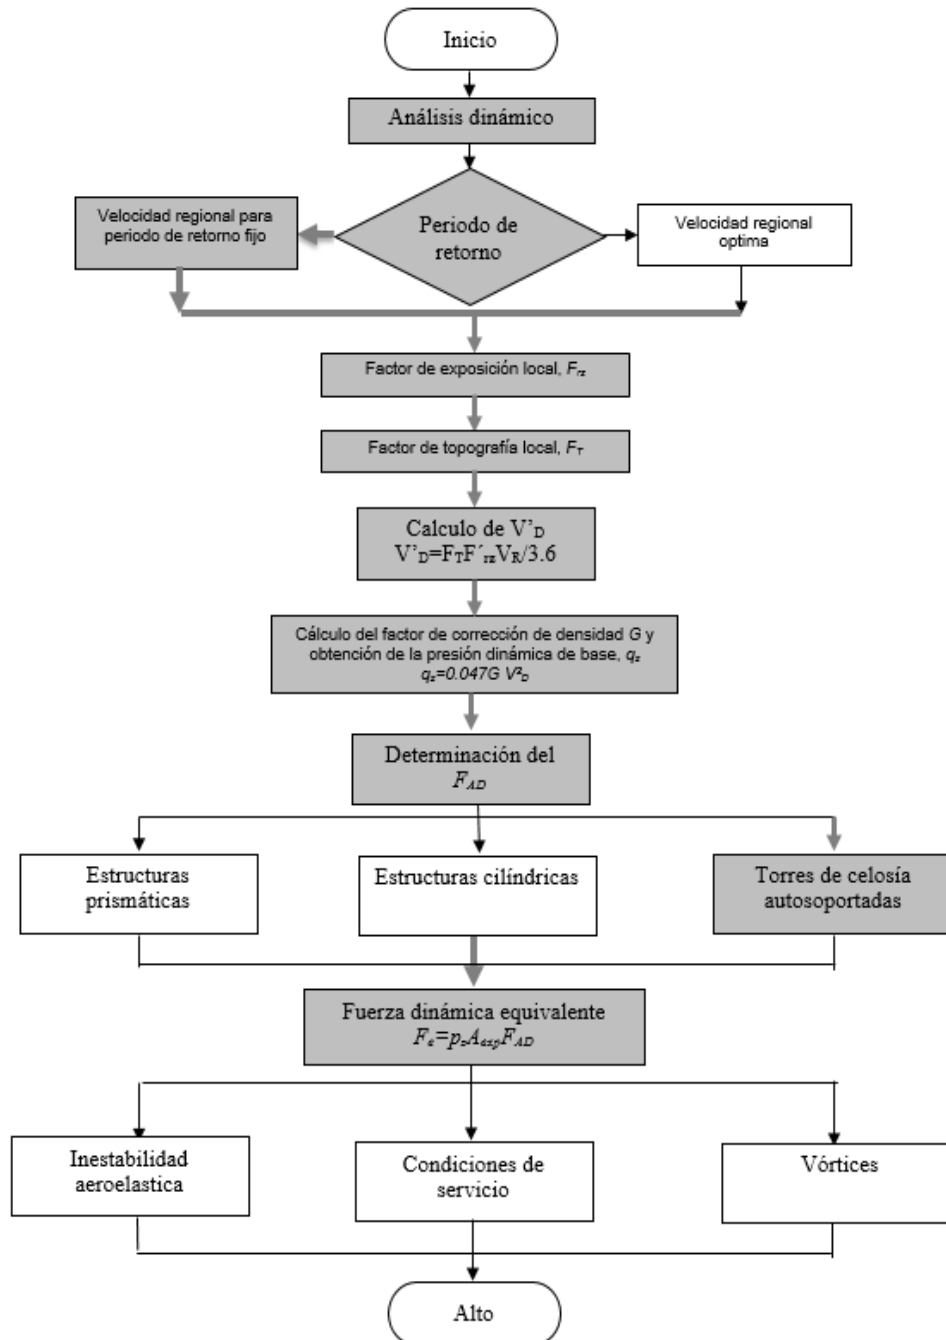 Inicio
Análisis dinámico
Periodo de
retorno
Velocidad regional para
periodo de retorno fijo
Velocidad regional
optima
Factor de exposición local, Frz
Factor de topografía local, FT
Calculo de V’D
V’D=FTF´rzVR/3.6
Cálculo del factor de corrección de densidad G y
obtención de la presión dinámica de base, qz
qz=0.047G V²D
Determinación del
FAD
Estructuras
prismáticas
Estructuras cilíndricas
Torres de celosía
autosoportadas
Fuerza dinámica equivalente
Fe=pzAexpFAD
Inestabilidad
aeroelastica
Condiciones de
servicio
Vórtices
Alto